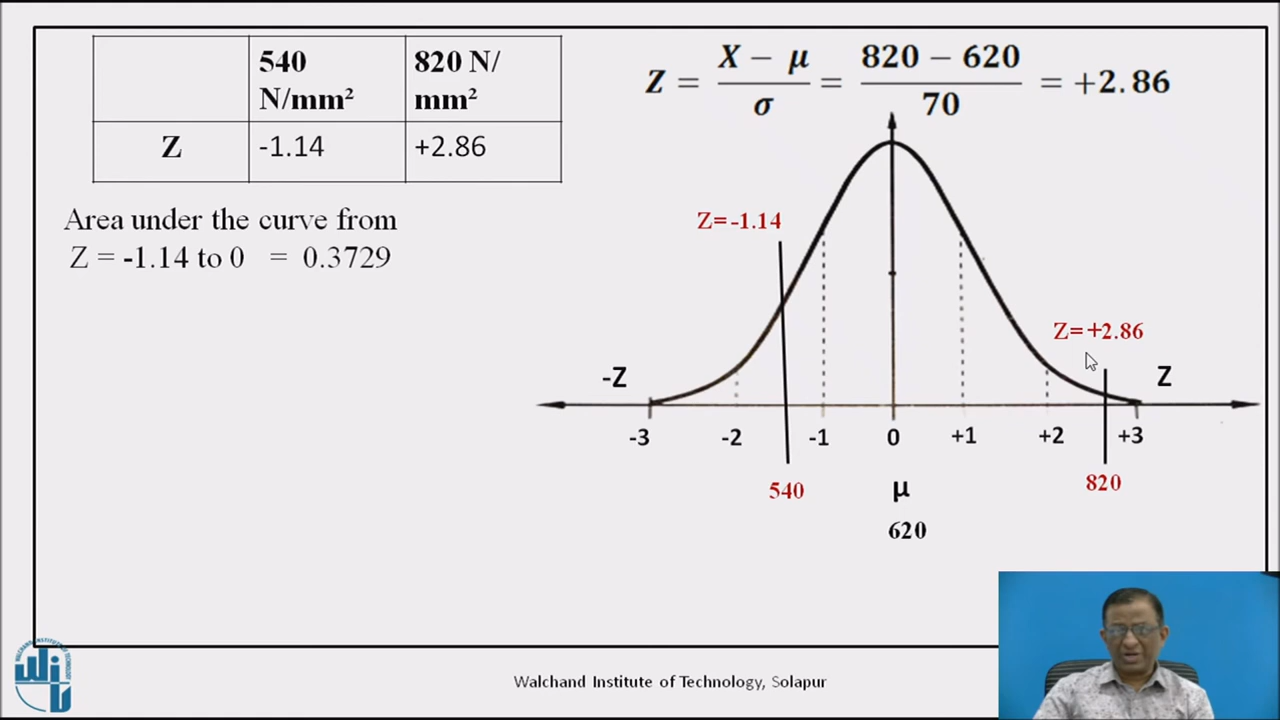 540 N/mm²
820 N/ mm²
Z
-1.14
+2.86
Area under the curve from
Z = -1.14 to 0 = 0.3729
Z = X − μ / σ = 820 − 620 / 70 = +2.86
Z=-1.14
Z=+2.86
-Z
Z
-3 -2 -1 0 +1 +2 +3
540
μ
820
620
WIT
Walchand Institute of Technology, Solapur